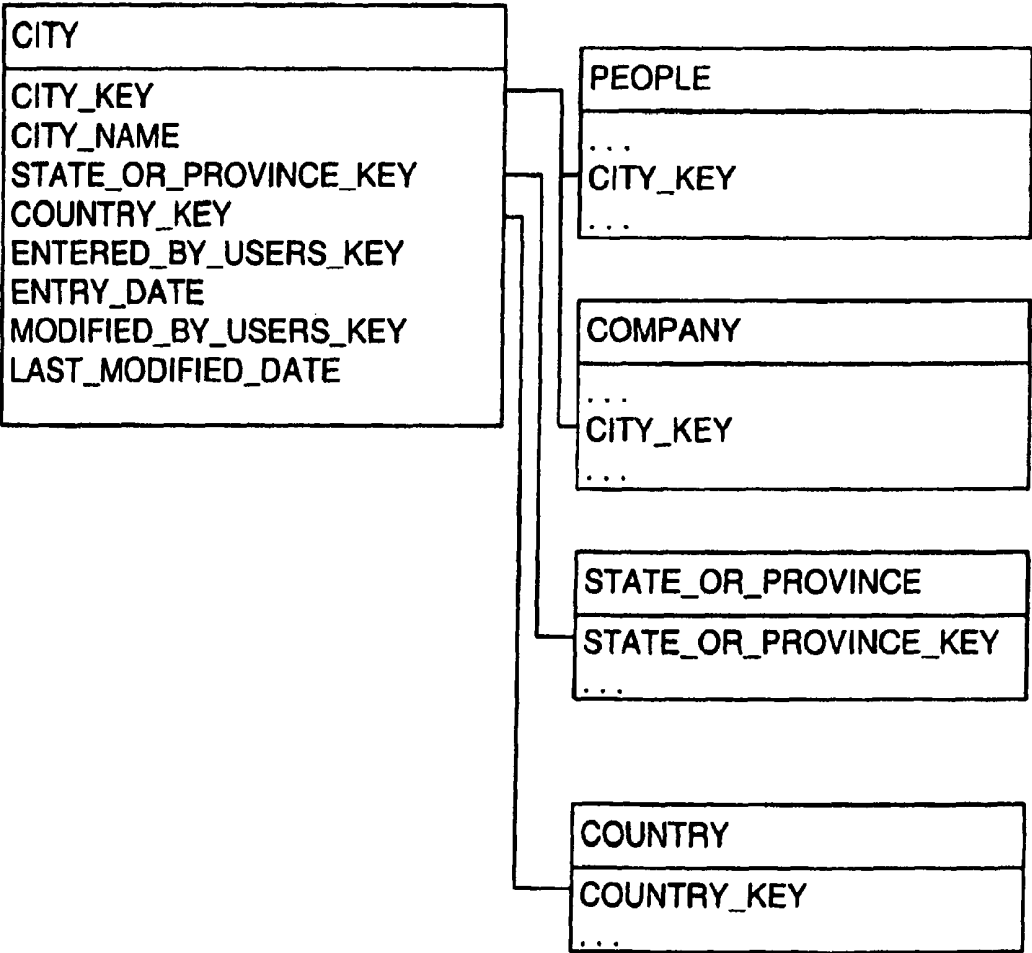 CITY
CITY_KEY
CITY_NAME
STATE_OR_PROVINCE_KEY
COUNTRY_KEY
ENTERED_BY_USERS_KEY
ENTRY_DATE
MODIFIED_BY_USERS_KEY
LAST_MODIFIED_DATE
PEOPLE
...
CITY_KEY
...
COMPANY
...
CITY_KEY
...
STATE_OR_PROVINCE
STATE_OR_PROVINCE_KEY
...
COUNTRY
COUNTRY_KEY
...